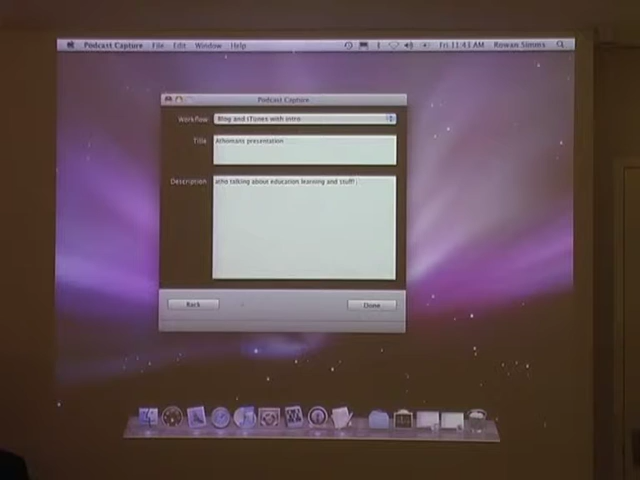 Podcast Capture File Edit Window Help Fri 11:43 AM Rowan Simms
Podcast Capture
Workflow: Blog and iTunes with intro
Title: Athomans presentation
Description: atho talking about education learning and stuff!
Back Done